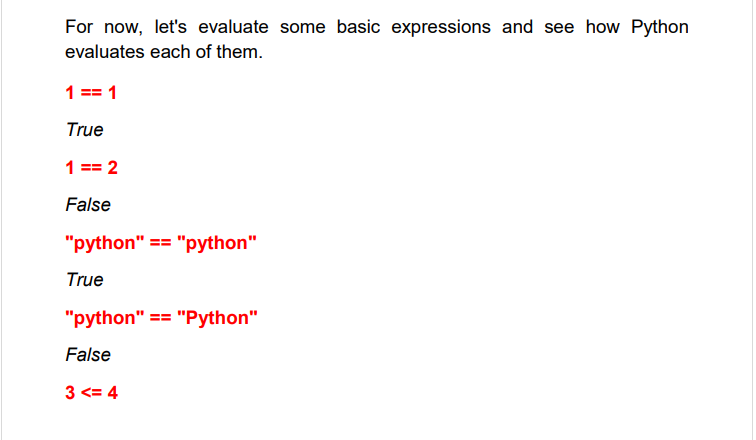 For now, let's evaluate some basic expressions and see how Python
evaluates each of them.
1 == 1
True
1 == 2
False
"python" == "python"
True
"python" == "Python"
False
3 <= 4